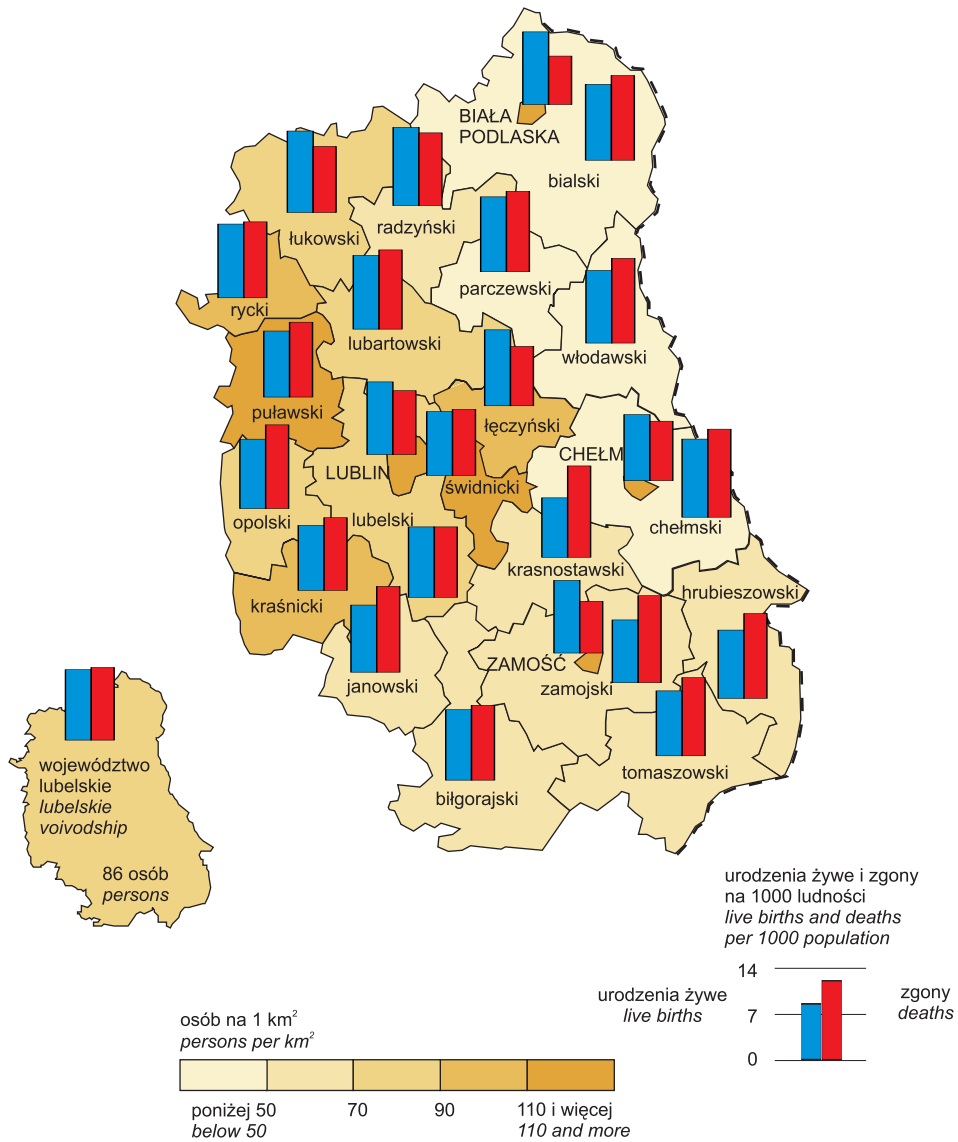 BIAŁA
PODLASKA
bialski
łukowski
radzyński
parczewski
rycki
lubartowski
włodawski
puławski
łęczyński
LUBLIN
świdnicki
CHEŁM
opolski
lubelski
chełmski
krasnostawski
kraśnicki
hrubieszowski
janowski
ZAMOŚĆ
zamojski
tomaszowski
biłgorajski
województwo
lubelskie
lubelskie
voivodship
86 osób
persons
urodzenia żywe i zgony
na 1000 ludności
live births and deaths
per 1000 population
14
urodzenia żywe
live births
7
0
zgony
deaths
osób na 1 km²
persons per km²
poniżej 50 70 90 110 i więcej
below 50 110 and more